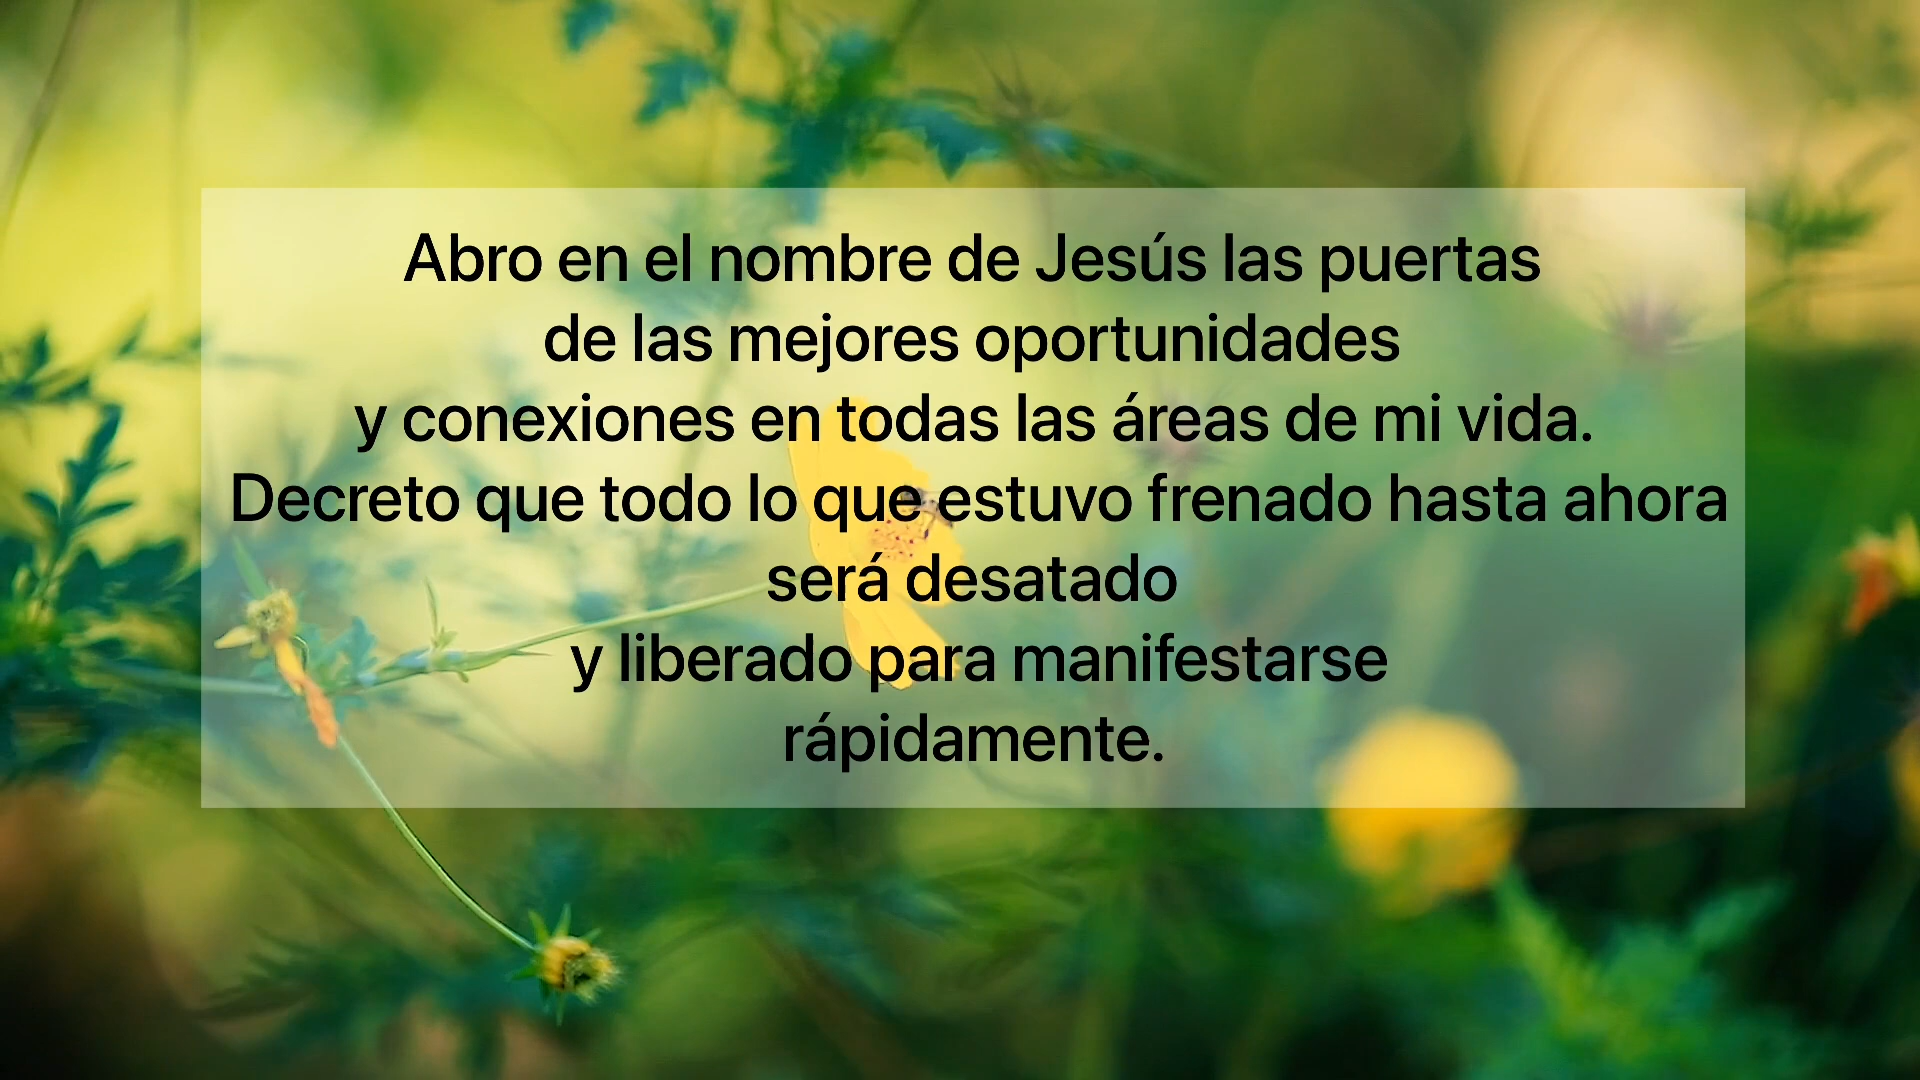 Abro en el nombre de Jesús las puertas
de las mejores oportunidades
y conexiones en todas las áreas de mi vida.
Decreto que todo lo que estuvo frenado hasta ahora
será desatado
y liberado para manifestarse
rápidamente.